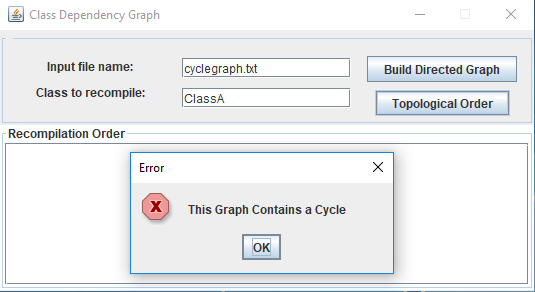 Class Dependency Graph
Input file name:
cyclegraph.txt
Build Directed Graph
Class to recompile:
ClassA
Topological Order
Recompilation Order
Error
This Graph Contains a Cycle
OK